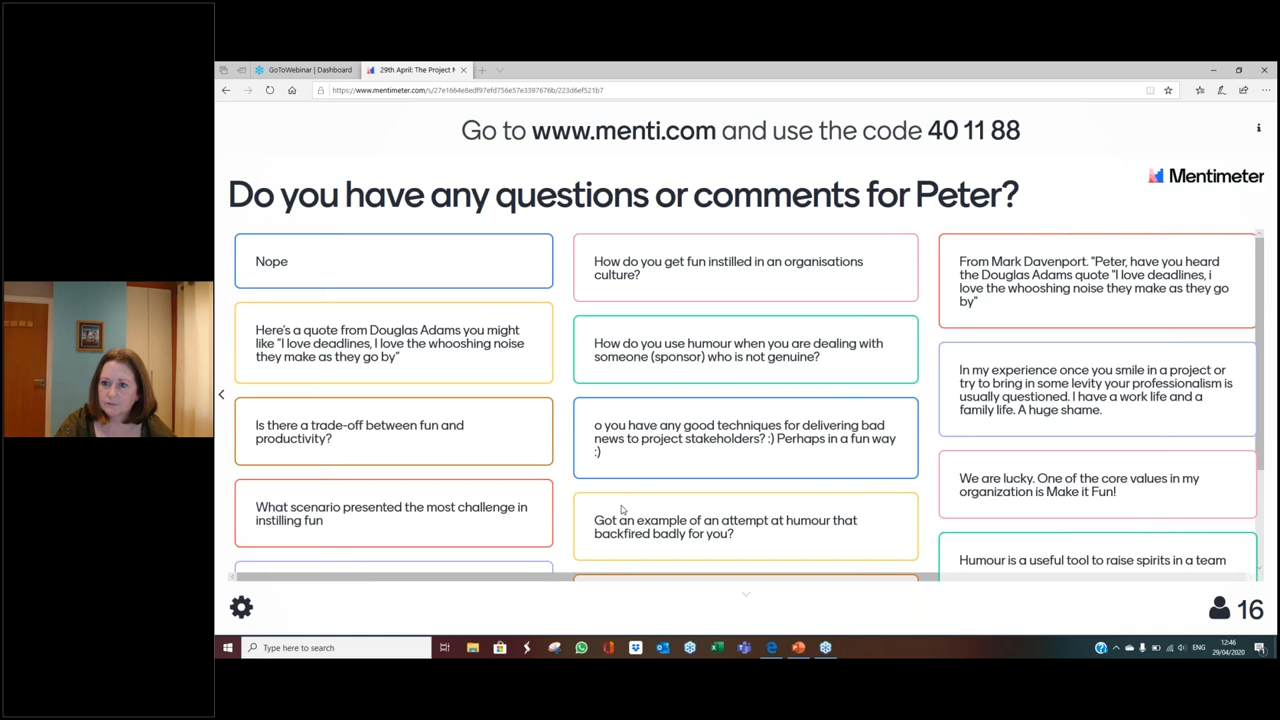 GoToWebinar | Dashboard
29th April: The Project M
https://www.mentimeter.com/s/27e1664e8edf97efd756e57e3397676b/223d6ef521b7
Go to www.menti.com and use the code 40 11 88
Mentimeter
Do you have any questions or comments for Peter?
Nope
Here's a quote from Douglas Adams you might
like "I love deadlines, I love the whooshing noise
they make as they go by"
Is there a trade-off between fun and
productivity?
What scenario presented the most challenge in
instilling fun
How do you get fun instilled in an organisations
culture?
How do you use humour when you are dealing with
someone (sponsor) who is not genuine?
o you have any good techniques for delivering bad
news to project stakeholders? :) Perhaps in a fun way
:)
Got an example of an attempt at humour that
backfired badly for you?
From Mark Davenport. "Peter, have you heard
the Douglas Adams quote "I love deadlines, i
love the whooshing noise they make as they go
by"
In my experience once you smile in a project or
try to bring in some levity your professionalism is
usually questioned. I have a work life and a
family life. A huge shame.
We are lucky. One of the core values in my
organization is Make it Fun!
Humour is a useful tool to raise spirits in a team
16
Type here to search
ENG
12:46
29/04/2020